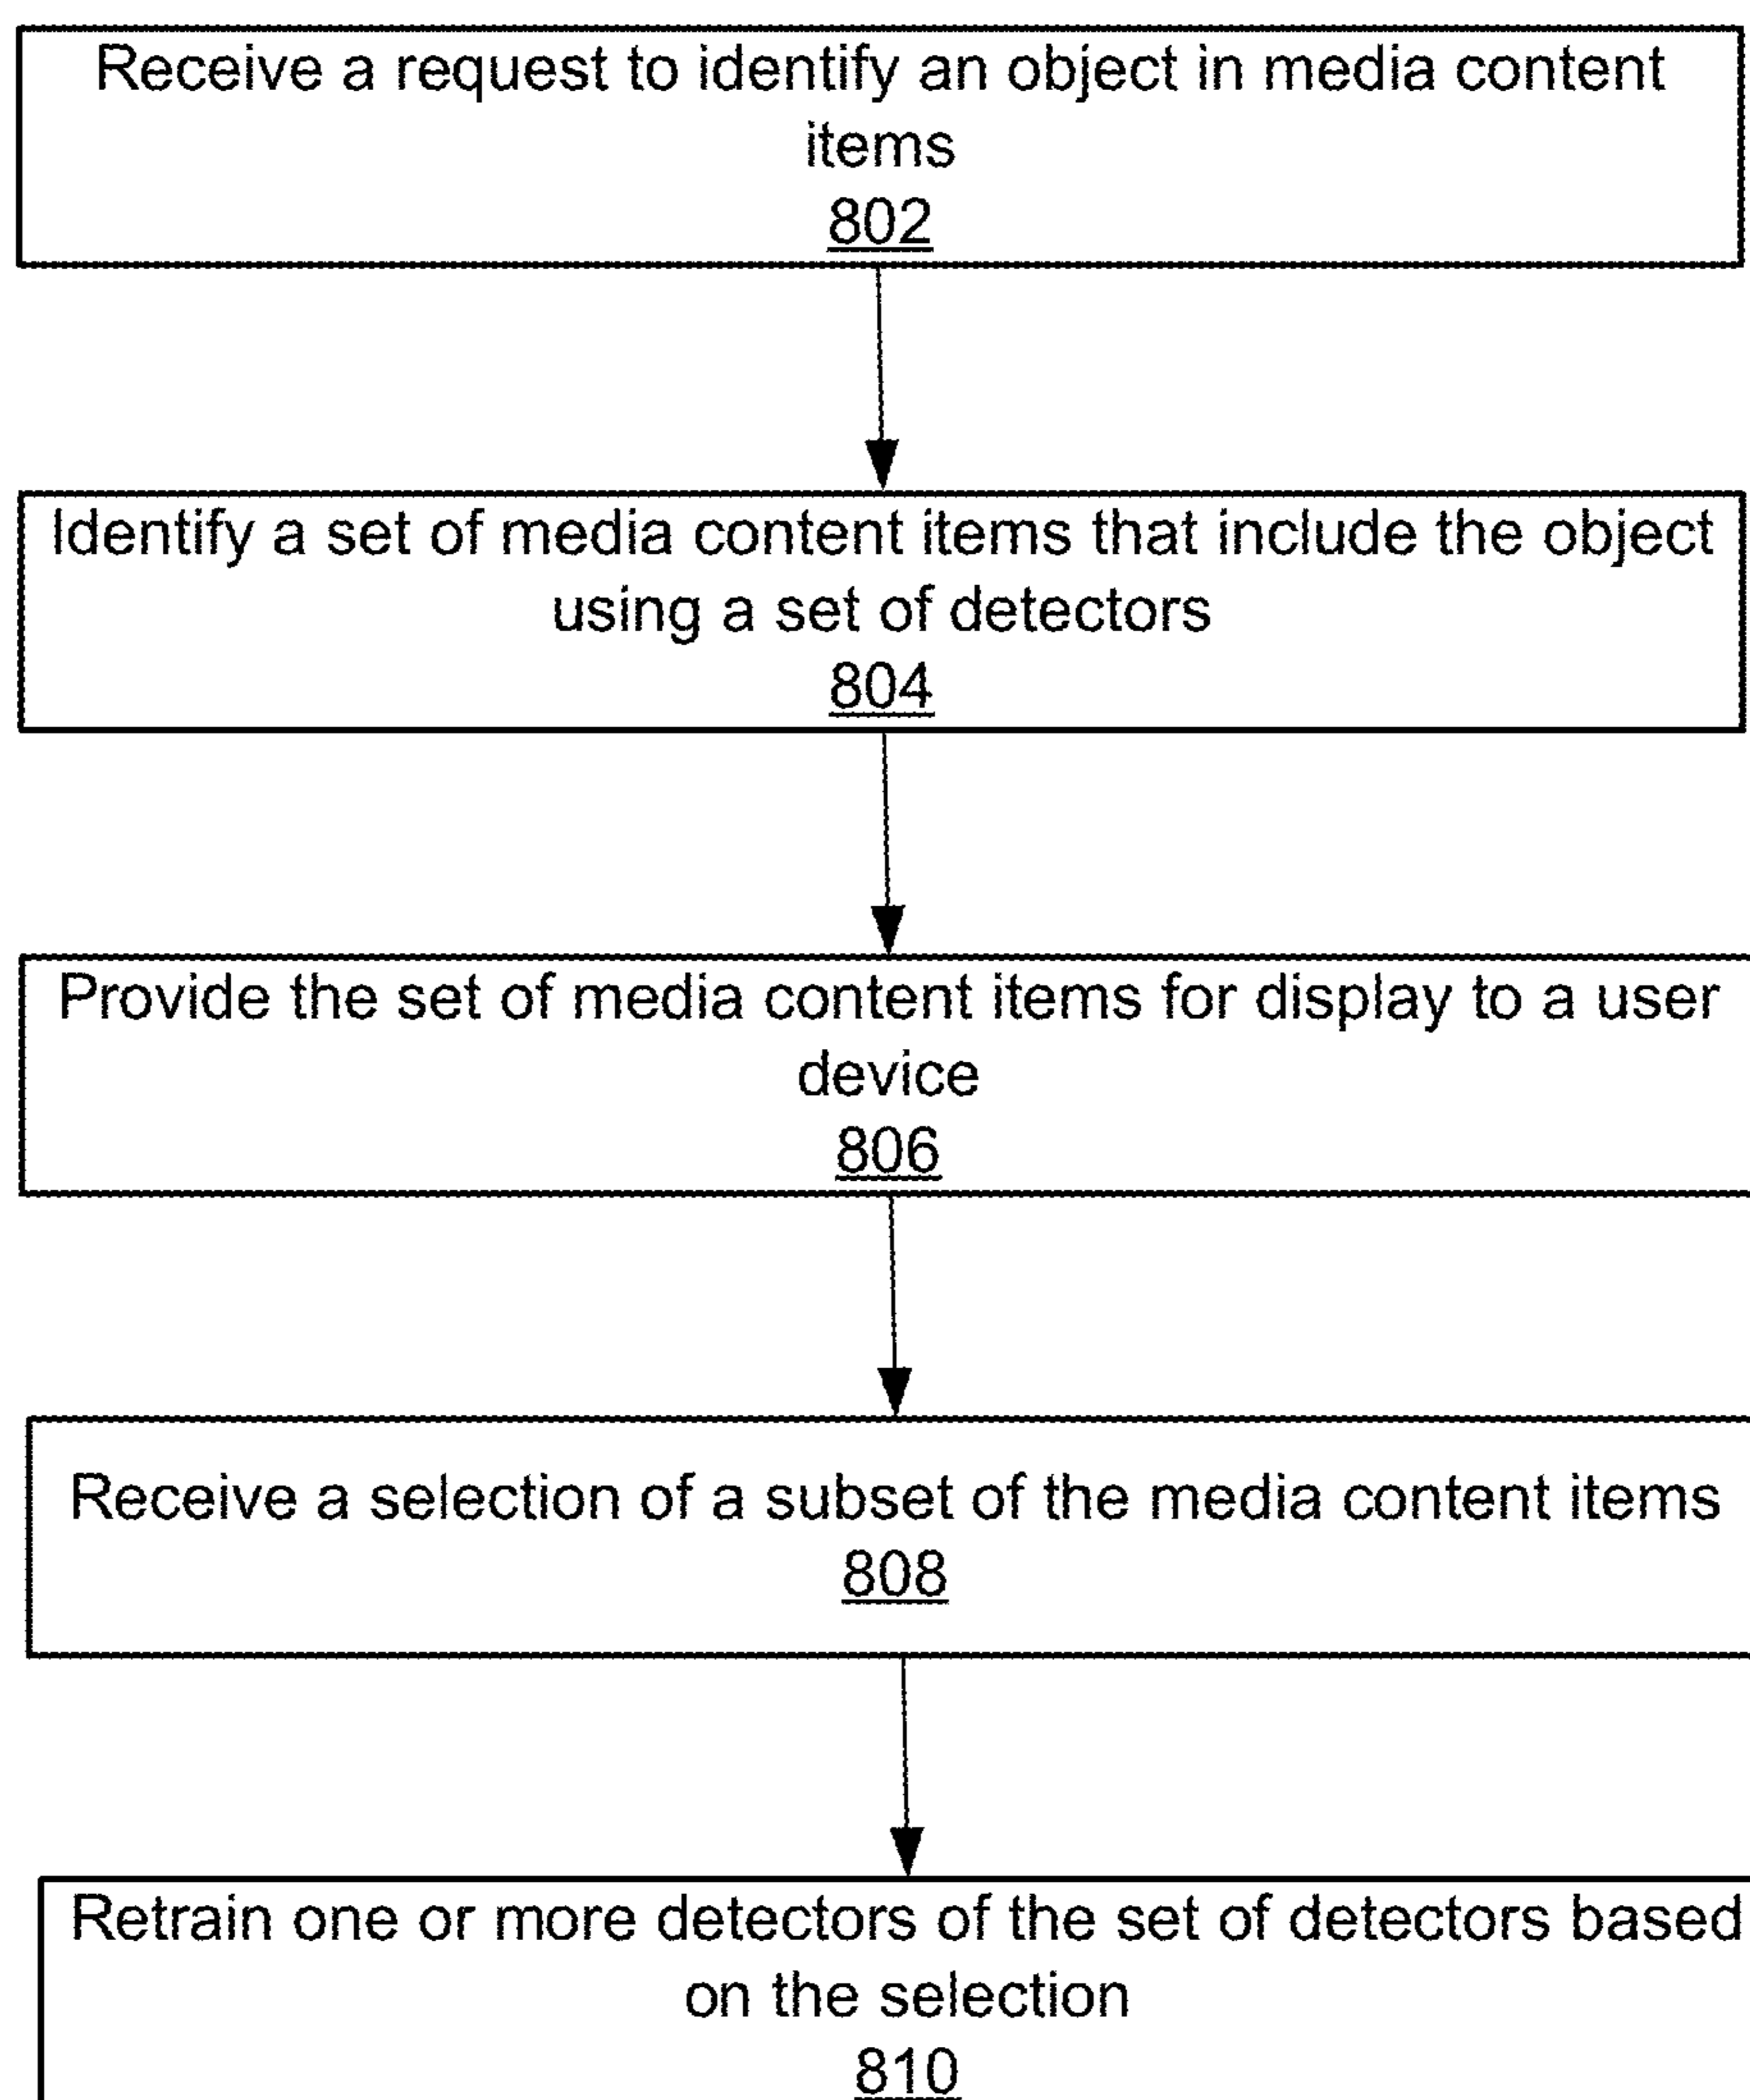 Receive a request to identify an object in media content
items
802
Identify a set of media content items that include the object
using a set of detectors
804
Provide the set of media content items for display to a user
device
806
Receive a selection of a subset of the media content items
808
Retrain one or more detectors of the set of detectors based
on the selection
810